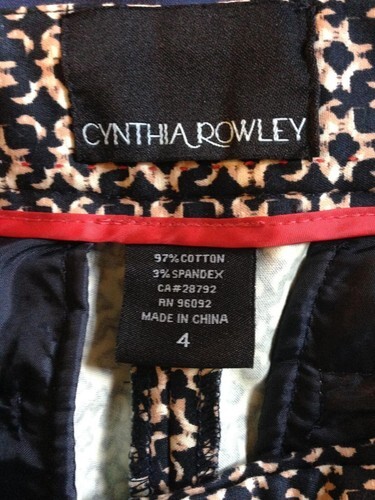 CYNTHIA ROWLEY
97% COTTON
3% SPANDEX
CA#28792
RN 96092
MADE IN CHINA
4